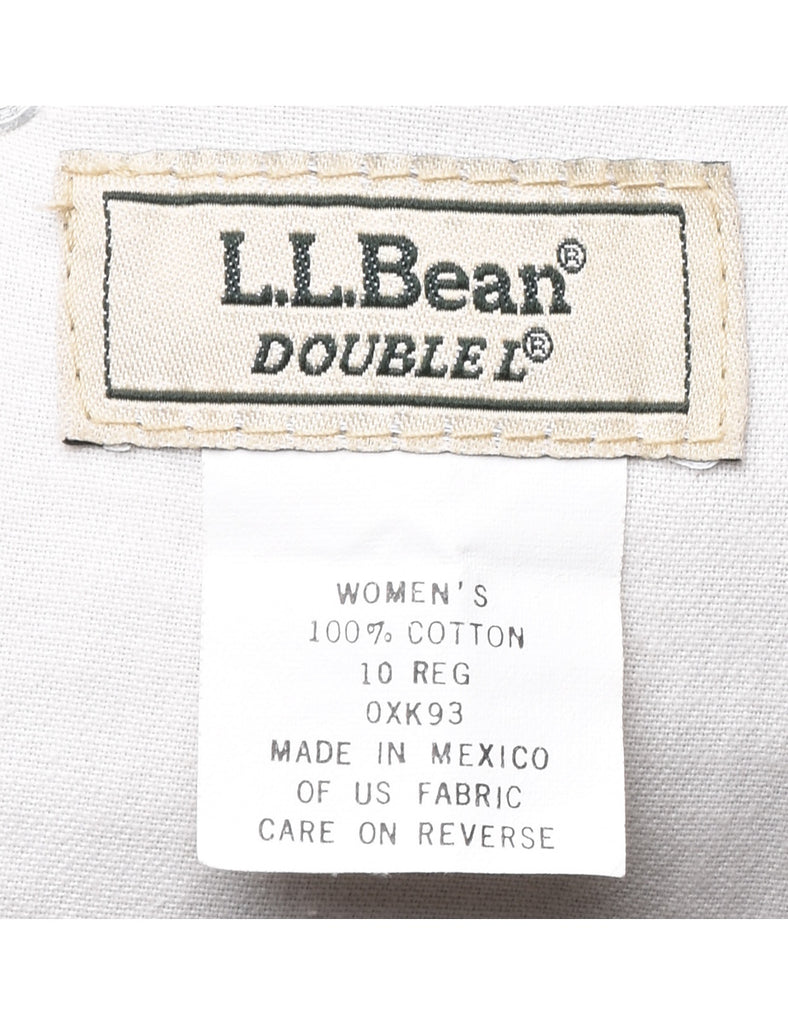 L.L.Bean®
DOUBLE L®
WOMEN'S
100% COTTON
10 REG
0XK93
MADE IN MEXICO
OF US FABRIC
CARE ON REVERSE